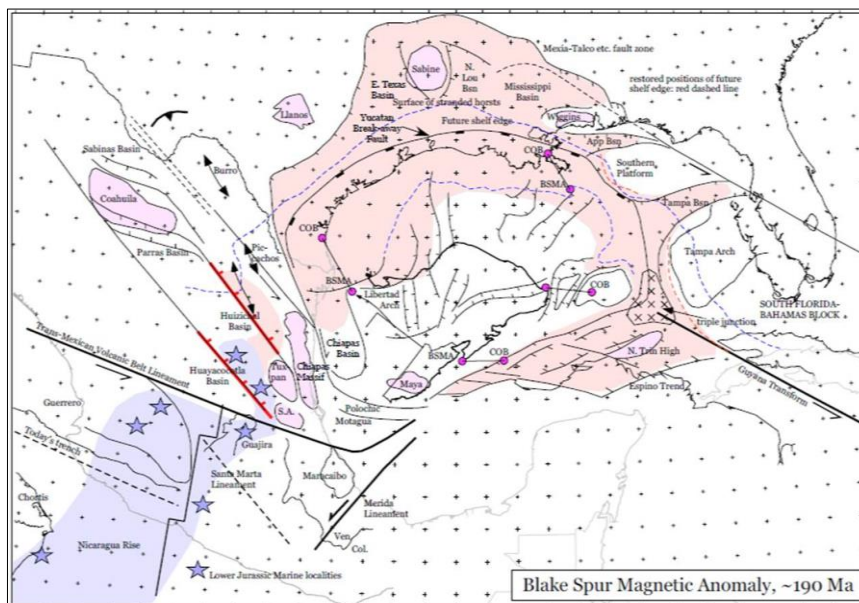 Mexia-Talco etc. fault zone
Sabine
N.
Lou
Bsn
E. Texas
Basin
Mississippi
Basin
restored positions of future
shelf edge: red dashed line
Surface of stranded horsts
Llanos
Yucatan
Break-away
Fault
Future shelf edge
Wiggins
COB
App Bsn
Southern
Platform
Sabinas Basin
Burro
BSMA
Coahuila
Tampa Bsn
COB
Parras Basin
Pic-
cachos
Tampa Arch
BSMA
Libertad
Arch
COB
Huizichal
Basin
SOUTH FLORIDA-
BAHAMAS BLOCK
triple junction
Trans-Mexican Volcanic Belt Lineament
Chiapas
Basin
BSMA
COB
N. Trin High
Huayacocotla
Basin
Tux-
pan
Chiapas
Massif
Maya
Espino Trend
Guyana Transform
Guerrero
S.A.
Polochic
Motagua
Guajira
Today's trench
Santa Marta
Lineament
Maracaibo
Merida
Lineament
Chortis
Ven.
Col.
Nicaragua Rise
Lower Jurassic Marine localities
Blake Spur Magnetic Anomaly, ~190 Ma